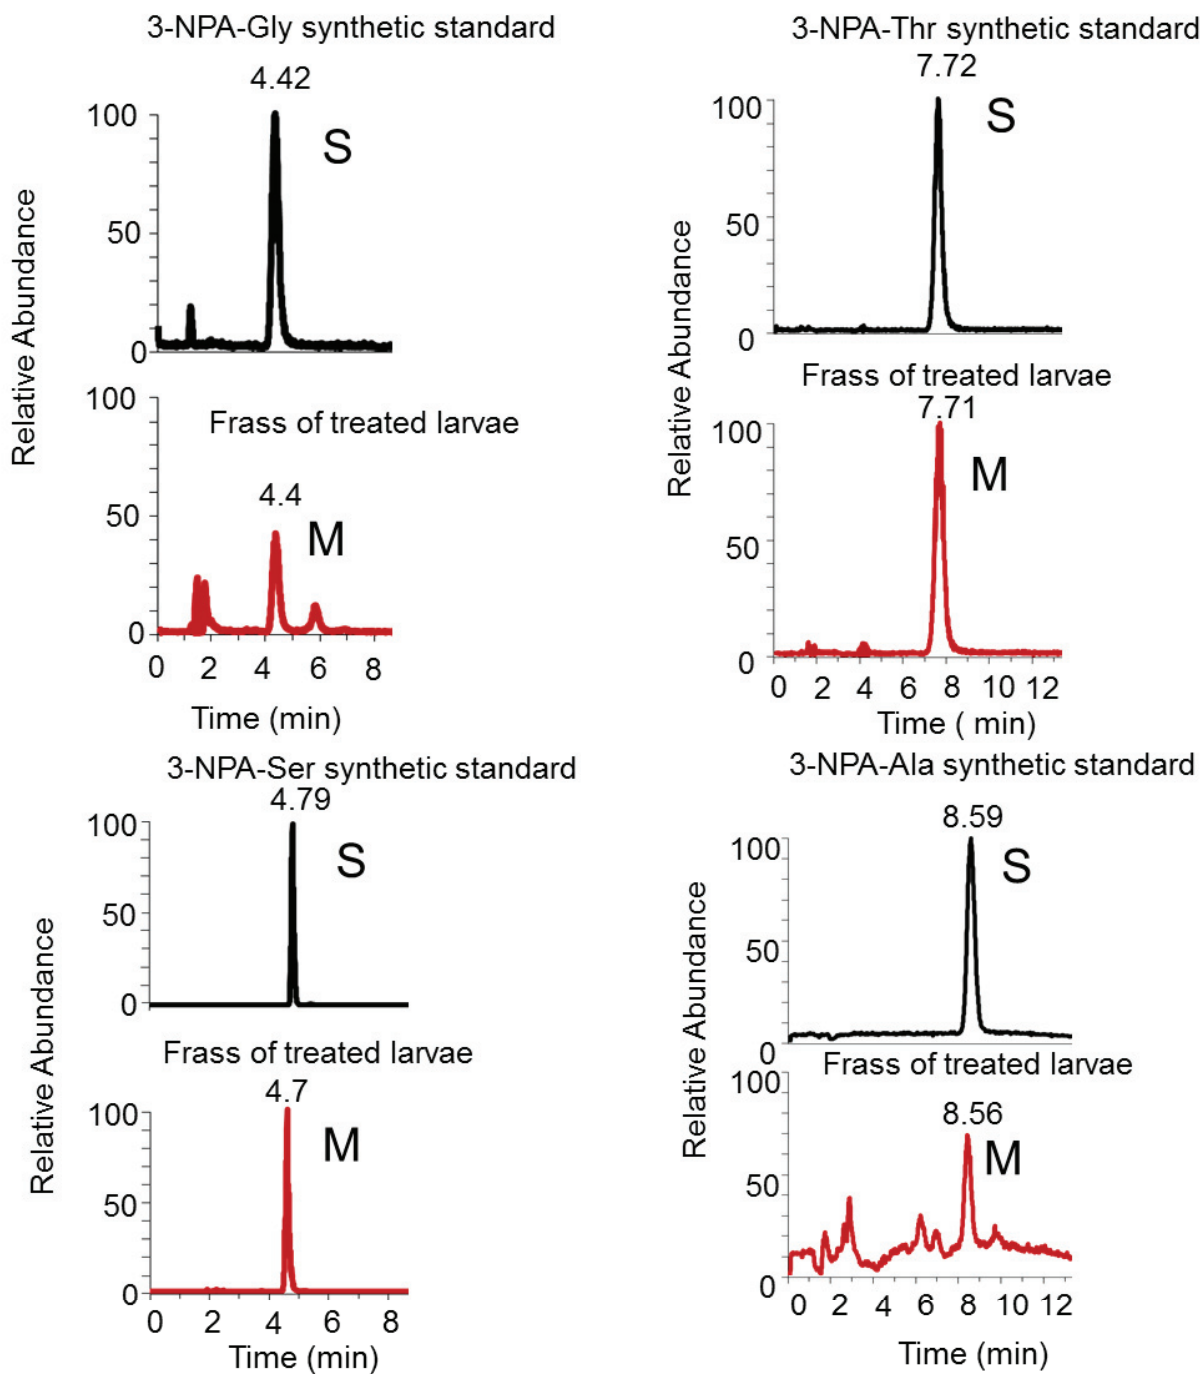 3-NPA-Gly synthetic standard
4.42
S
100
50
0
Relative Abundance
Frass of treated larvae
4.4
M
100
50
0
0 2 4 6 8
Time (min)
3-NPA-Thr synthetic standard
7.72
S
100
50
0
Relative Abundance
Frass of treated larvae
7.71
M
100
50
0
0 2 4 6 8 10 12
Time ( min)
3-NPA-Ser synthetic standard
4.79
S
100
50
0
Relative Abundance
Frass of treated larvae
4.7
M
100
50
0
0 2 4 6 8
Time (min)
3-NPA-Ala synthetic standard
8.59
S
100
50
0
Relative Abundance
Frass of treated larvae
8.56
M
100
50
0
0 2 4 6 8 10 12
Time (min)